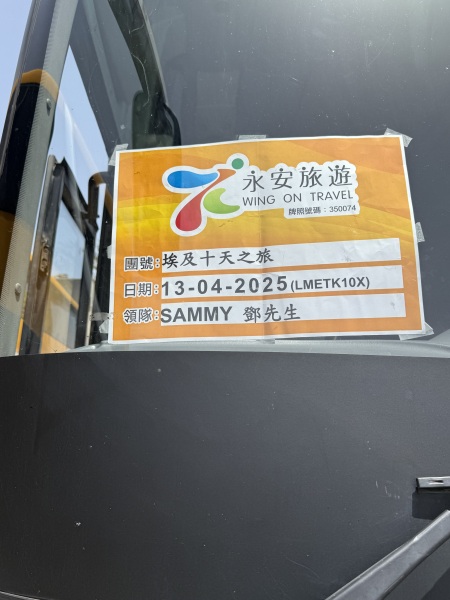 永安旅遊
WING ON TRAVEL
牌照號碼：350074
團號：埃及十天之旅
日期：13-04-2025(LMETK10X)
領隊：SAMMY 鄧先生